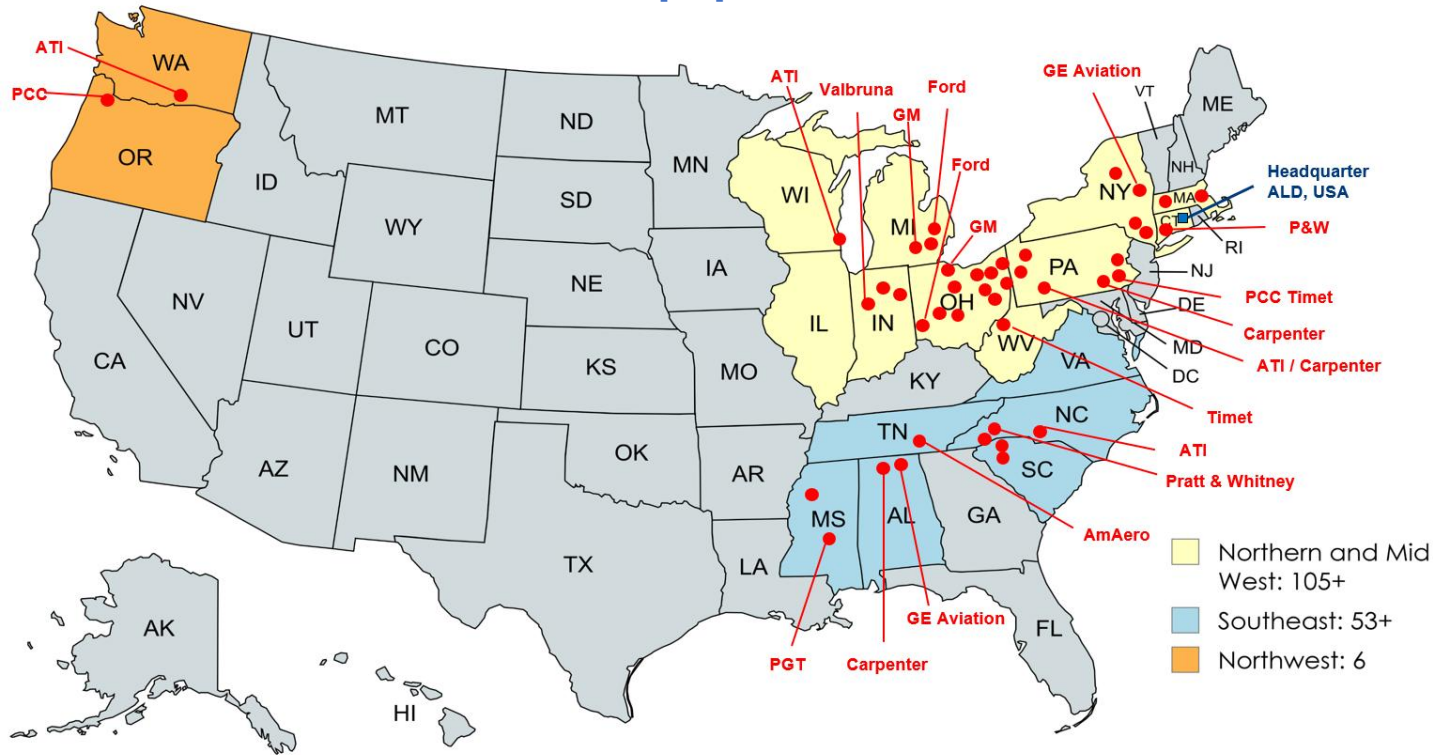 ATI
PCC
WA
OR
MT
ID
WY
NV
UT
CA
CO
AZ
NM
ND
SD
NE
KS
OK
TX
MN
IA
MO
AR
LA
ATI
Valbruna
GM
Ford
Ford
GM
WI
MI
IL
IN
OH
KY
WV
PA
NY
GE Aviation
VT
NH
ME
MA
CT
RI
NJ
DE
MD
DC
Headquarter
ALD, USA
P&W
PCC Timet
Carpenter
ATI / Carpenter
Timet
VA
NC
TN
SC
MS
AL
GA
FL
ATI
Pratt & Whitney
AmAero
GE Aviation
Carpenter
PGT
AK
HI
Northern and Mid
West: 105+
Southeast: 53+
Northwest: 6